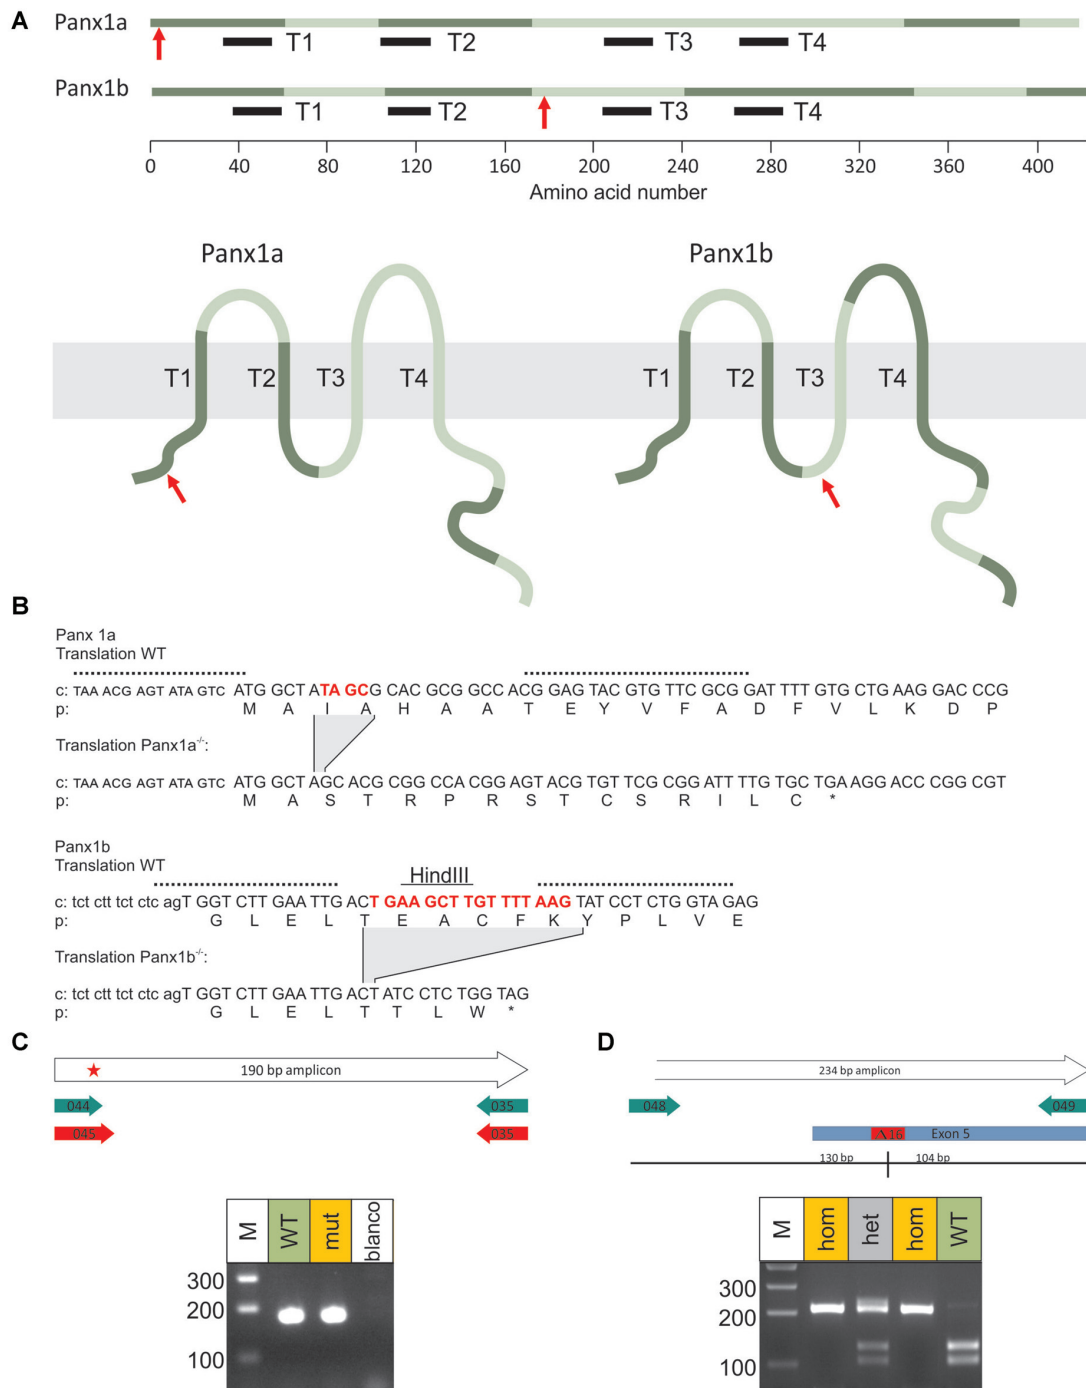 A
Panx1a
T1 T2 T3 T4
Panx1b
T1 T2 T3 T4
0 40 80 120 160 200 240 280 320 360 400
Amino acid number
Panx1a Panx1b
T1 T2 T3 T4 T1 T2 T3 T4
B
Panx 1a
Translation WT
c: TAA ACG AGT ATA GTC ATG GCT ATA GCG CAC GCG GCC ACG GAG TAC GTG TTC GCG GAT TTT GTG CTG AAG GAC CCG
p: M A I A H A A T E Y V F A D F V L K D P
Translation Panx1a-/-:
c: TAA ACG AGT ATA GTC ATG GCT AGC ACG CGG CCA CGG AGT ACG TGT TCG CGG ATT TTG TGC TGA AGG ACC CGG CGT
p: M A S T R P R S T C S R I L C *
Panx1b
Translation WT
HindIII
c: tct ctt tct ctc agT GGT CTT GAA TTG ACT GAA GCT TGT TTT AAG TAT CCT CTG GTA GAG
p: G L E L T E A C F K Y P L V E
Translation Panx1b-/-:
c: tct ctt tct ctc agT GGT CTT GAA TTG ACT ATC CTC TGG TAG
p: G L E L T T L W *
C
190 bp amplicon
044 035
045 035
M WT mut blanco
300
200
100
D
234 bp amplicon
048 049
Δ16 Exon 5
130 bp 104 bp
M hom het hom WT
300
200
100